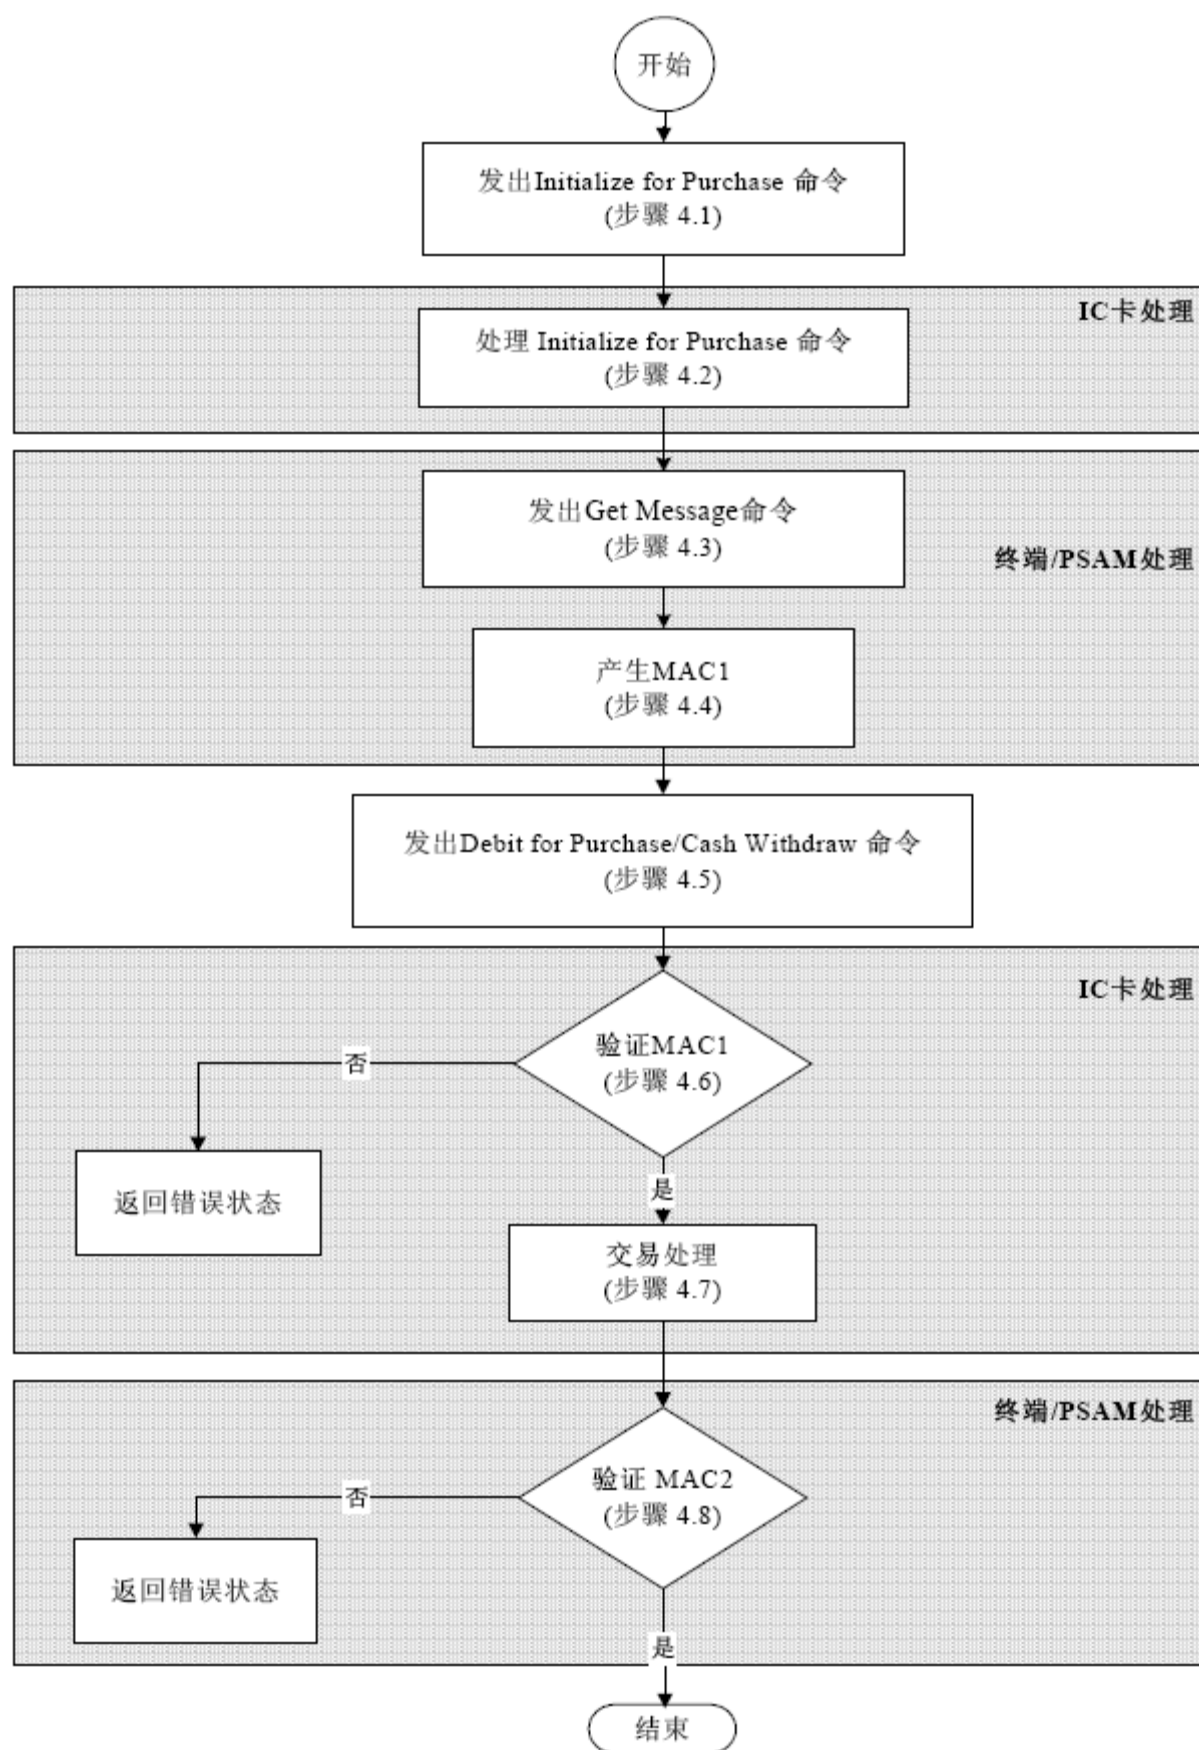 开始
发出Initialize for Purchase 命令
(步骤 4.1)
IC卡处理
处理 Initialize for Purchase 命令
(步骤 4.2)
发出Get Message命令
(步骤 4.3)
终端/PSAM处理
产生MAC1
(步骤 4.4)
发出Debit for Purchase/Cash Withdraw 命令
(步骤 4.5)
IC卡处理
验证MAC1
(步骤 4.6)
否
返回错误状态
是
交易处理
(步骤 4.7)
终端/PSAM处理
验证 MAC2
(步骤 4.8)
否
返回错误状态
是
结束